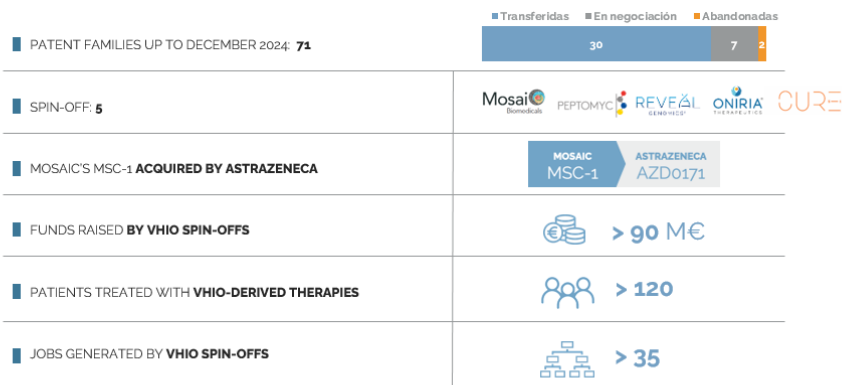 Transferidas En negociación Abandonadas
PATENT FAMILIES UP TO DECEMBER 2024: 71
30 7 2
SPIN-OFF: 5
Mosaic
Biomedicals
PEPTOMYC
REVEAL
GENOMICS®
ONIRIA
THERAPEUTICS
CURE
MOSAIC'S MSC-1 ACQUIRED BY ASTRAZENECA
MOSAIC
MSC-1
ASTRAZENECA
AZD0171
FUNDS RAISED BY VHIO SPIN-OFFS
> 90 M€
PATIENTS TREATED WITH VHIO-DERIVED THERAPIES
> 120
JOBS GENERATED BY VHIO SPIN-OFFS
> 35